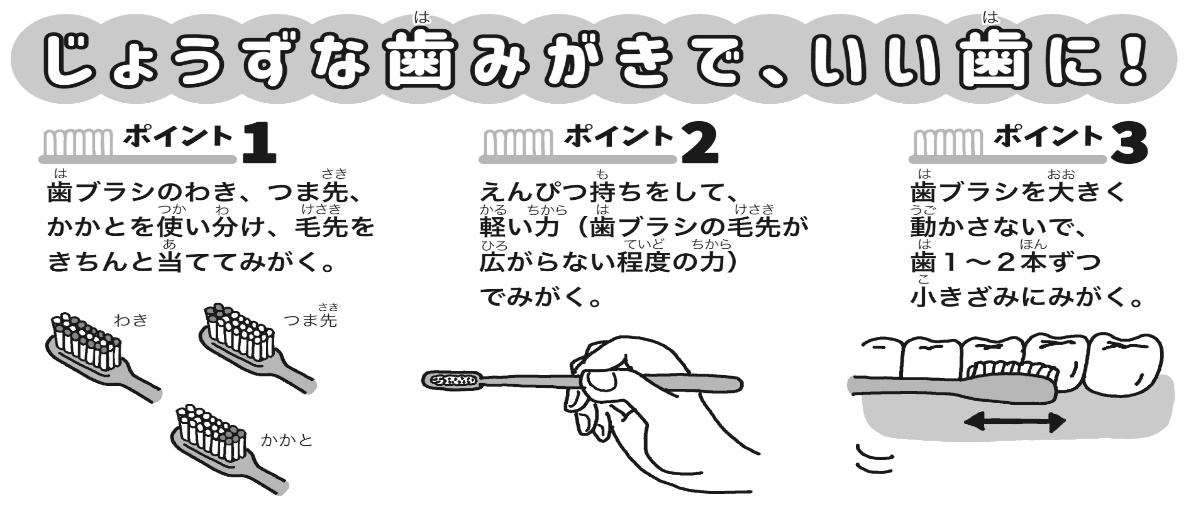 じょうずな歯みがきで、いい歯に！
ポイント1
歯ブラシのわき、つま先、
かかとを使い分け、毛先を
きちんと当ててみがく。
わき
つま先
かかと
ポイント2
えんぴつ持ちをして、
軽い力（歯ブラシの毛先が
広がらない程度の力）
でみがく。
ポイント3
歯ブラシを大きく
動かさないで、
歯１～２本ずつ
小きざみにみがく。